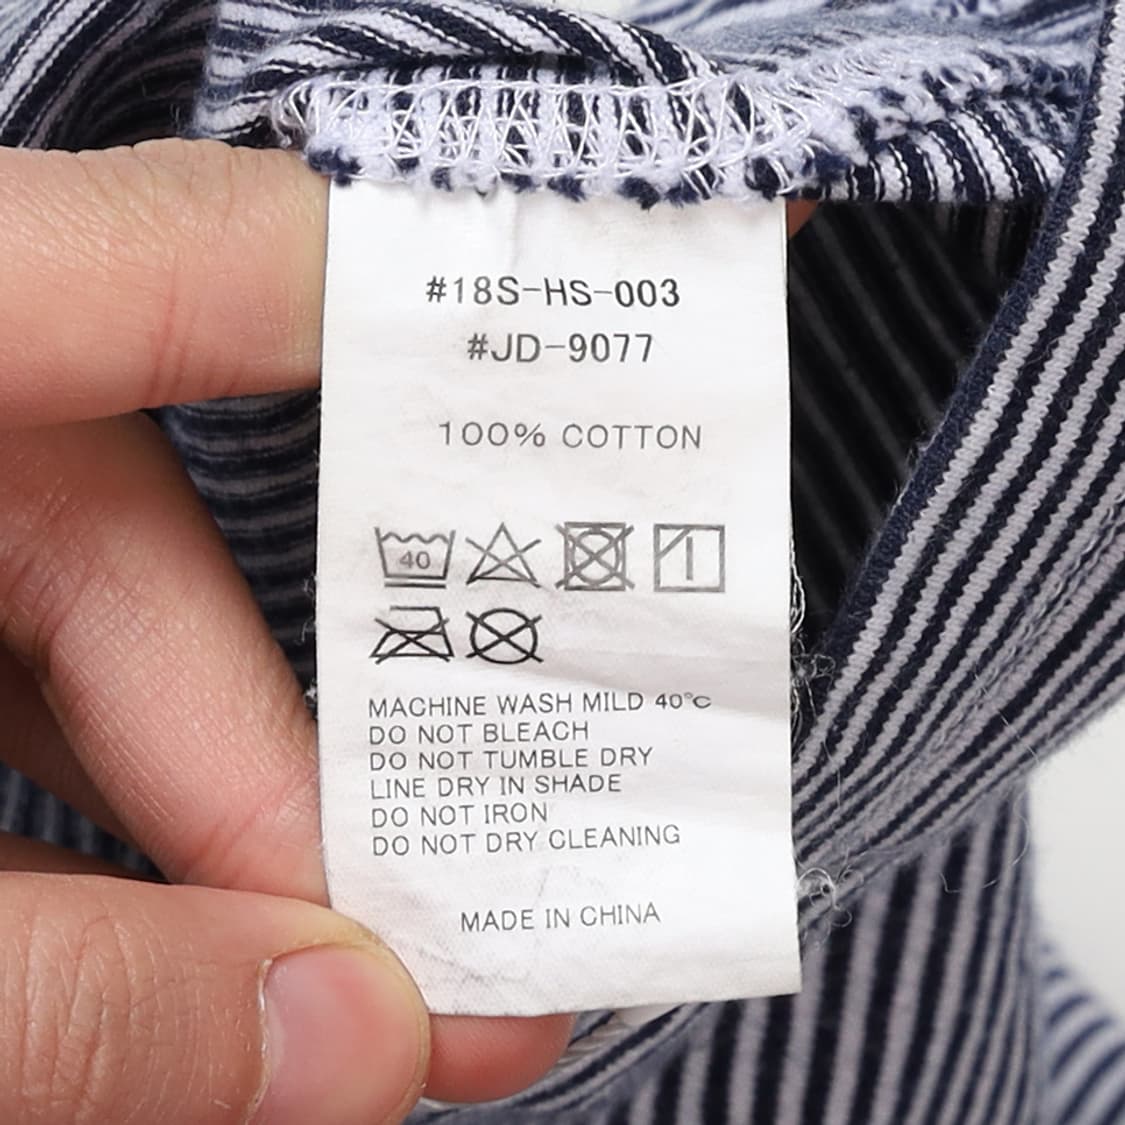 #18S-HS-003
#JD-9077
100% COTTON
40
MACHINE WASH MILD 40°c
DO NOT BLEACH
DO NOT TUMBLE DRY
LINE DRY IN SHADE
DO NOT IRON
DO NOT DRY CLEANING
MADE IN CHINA